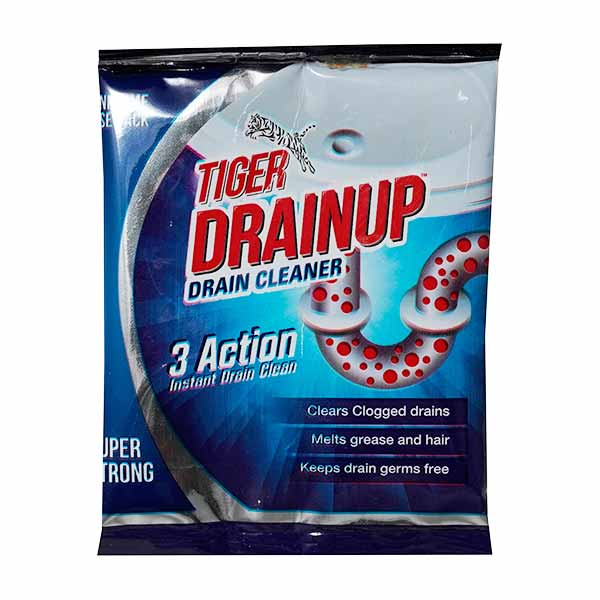 TIGER
DRAINUP™
DRAIN CLEANER
3 Action
Instant Drain Clean
Clears Clogged drains
Melts grease and hair
Keeps drain germs free
UPER
TRONG